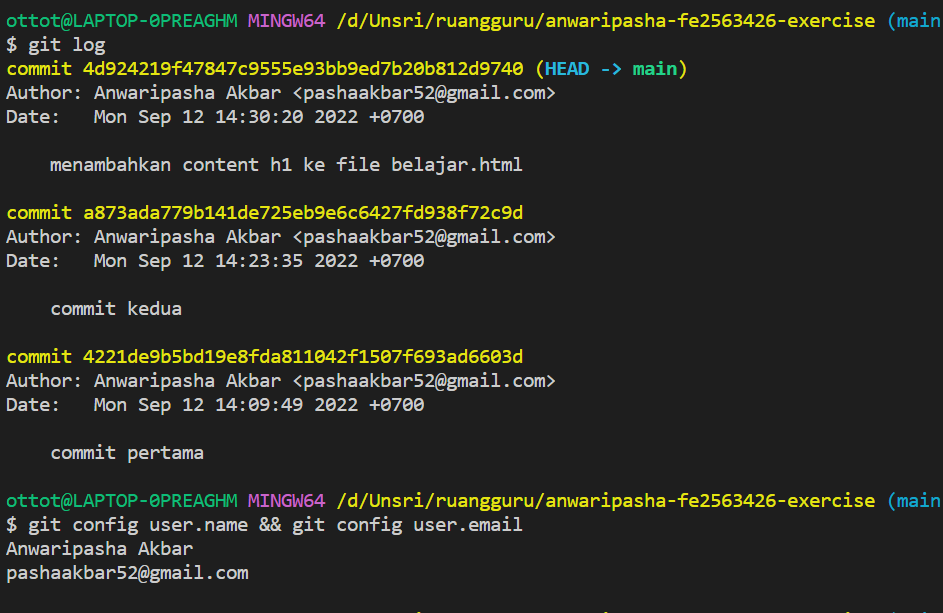 ottot@LAPTOP-0PREAGHM MINGW64 /d/Unsri/ruangguru/anwaripasha-fe2563426-exercise (main
$ git log
commit 4d924219f47847c9555e93bb9ed7b20b812d9740 (HEAD -> main)
Author: Anwaripasha Akbar <pashaakbar52@gmail.com>
Date:   Mon Sep 12 14:30:20 2022 +0700

    menambahkan content h1 ke file belajar.html

commit a873ada779b141de725eb9e6c6427fd938f72c9d
Author: Anwaripasha Akbar <pashaakbar52@gmail.com>
Date:   Mon Sep 12 14:23:35 2022 +0700

    commit kedua

commit 4221de9b5bd19e8fda811042f1507f693ad6603d
Author: Anwaripasha Akbar <pashaakbar52@gmail.com>
Date:   Mon Sep 12 14:09:49 2022 +0700

    commit pertama

ottot@LAPTOP-0PREAGHM MINGW64 /d/Unsri/ruangguru/anwaripasha-fe2563426-exercise (main
$ git config user.name && git config user.email
Anwaripasha Akbar
pashaakbar52@gmail.com